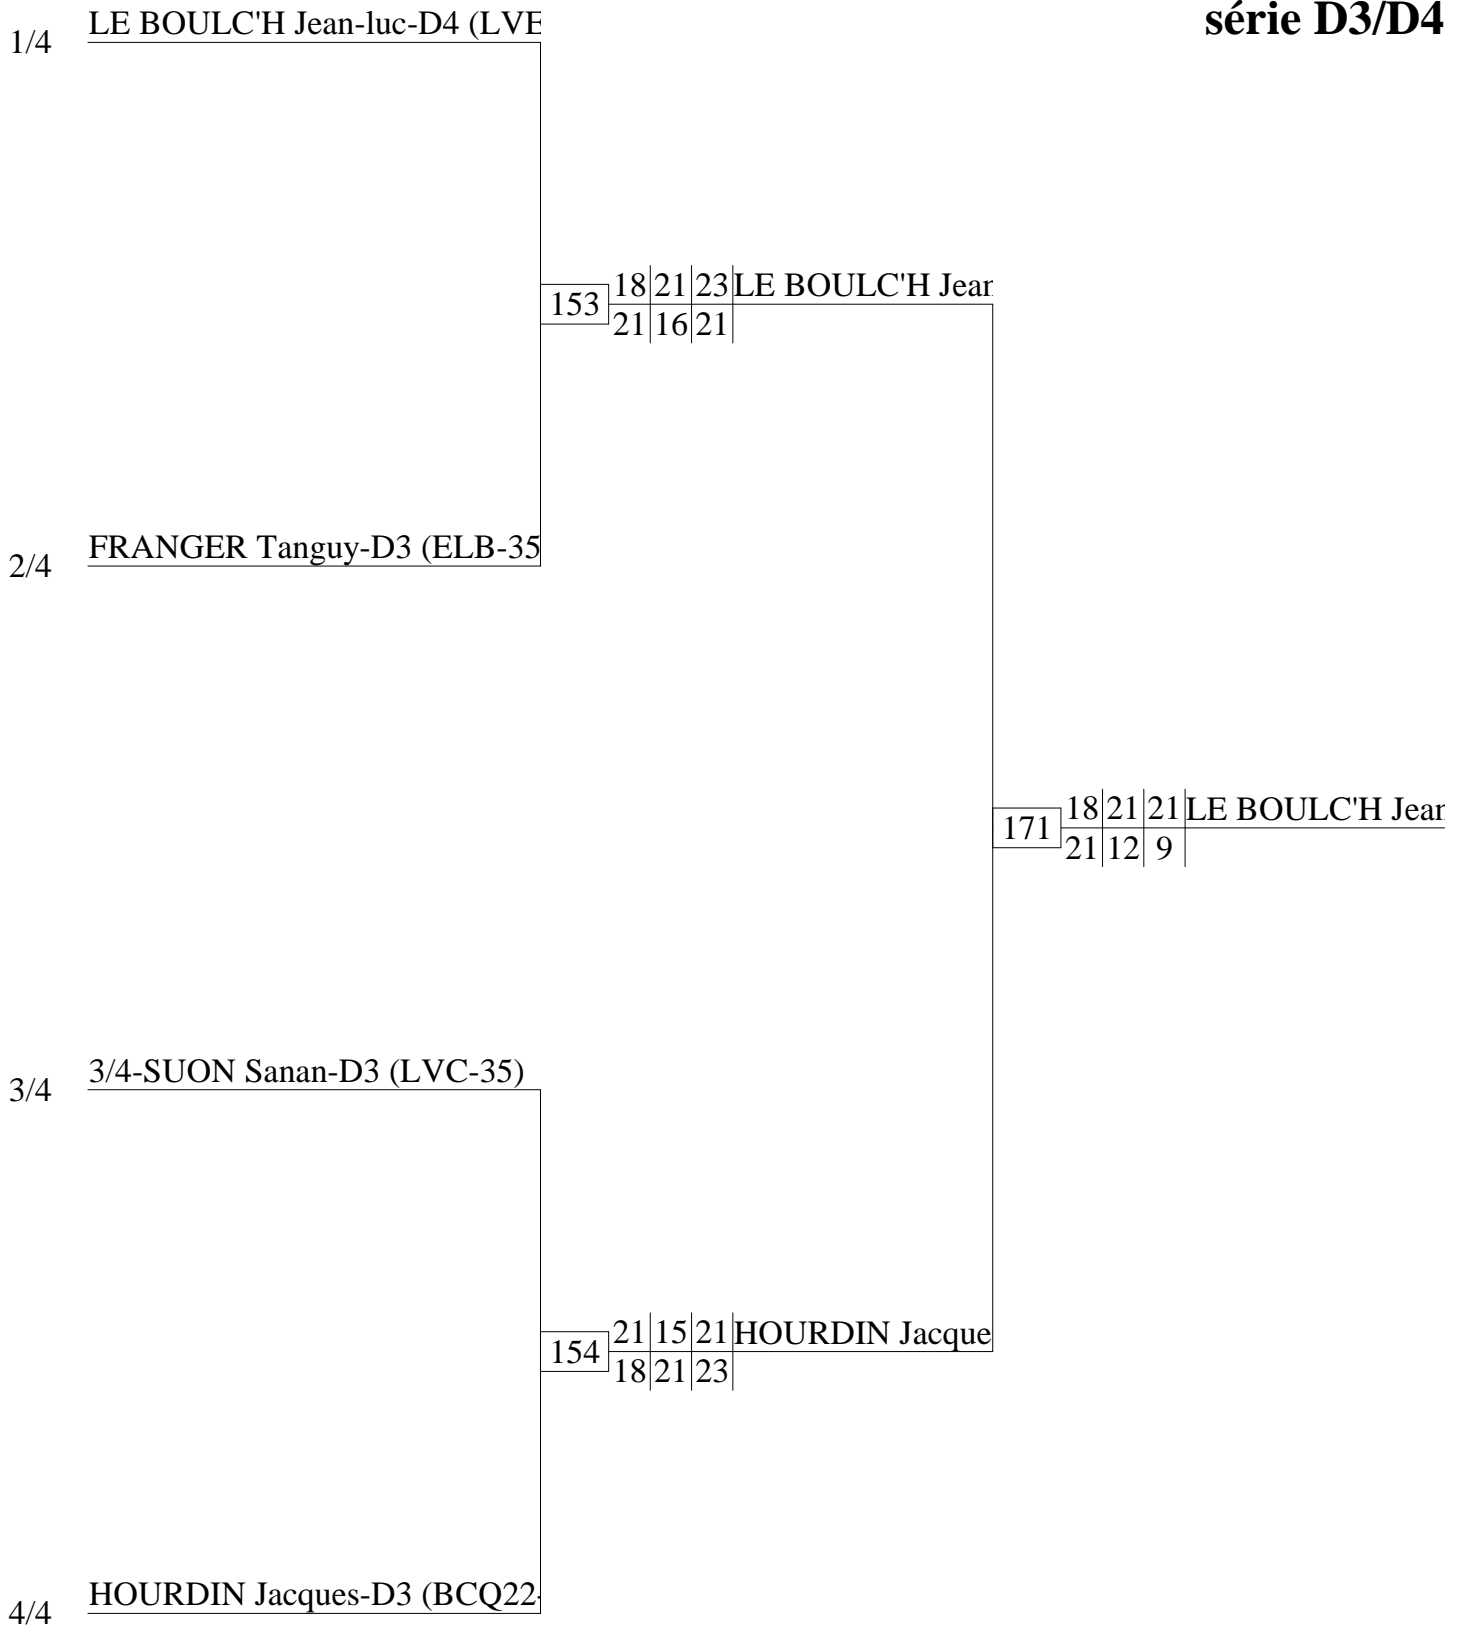 série D3/D4
1/4 LE BOULC'H Jean-luc-D4 (LVE
153 18 21 23 LE BOULC'H Jean
21 16 21
2/4 FRANGER Tanguy-D3 (ELB-35
171 18 21 21 LE BOULC'H Jean
21 12 9
3/4 3/4-SUON Sanan-D3 (LVC-35)
154 21 15 21 HOURDIN Jacque
18 21 23
4/4 HOURDIN Jacques-D3 (BCQ22-